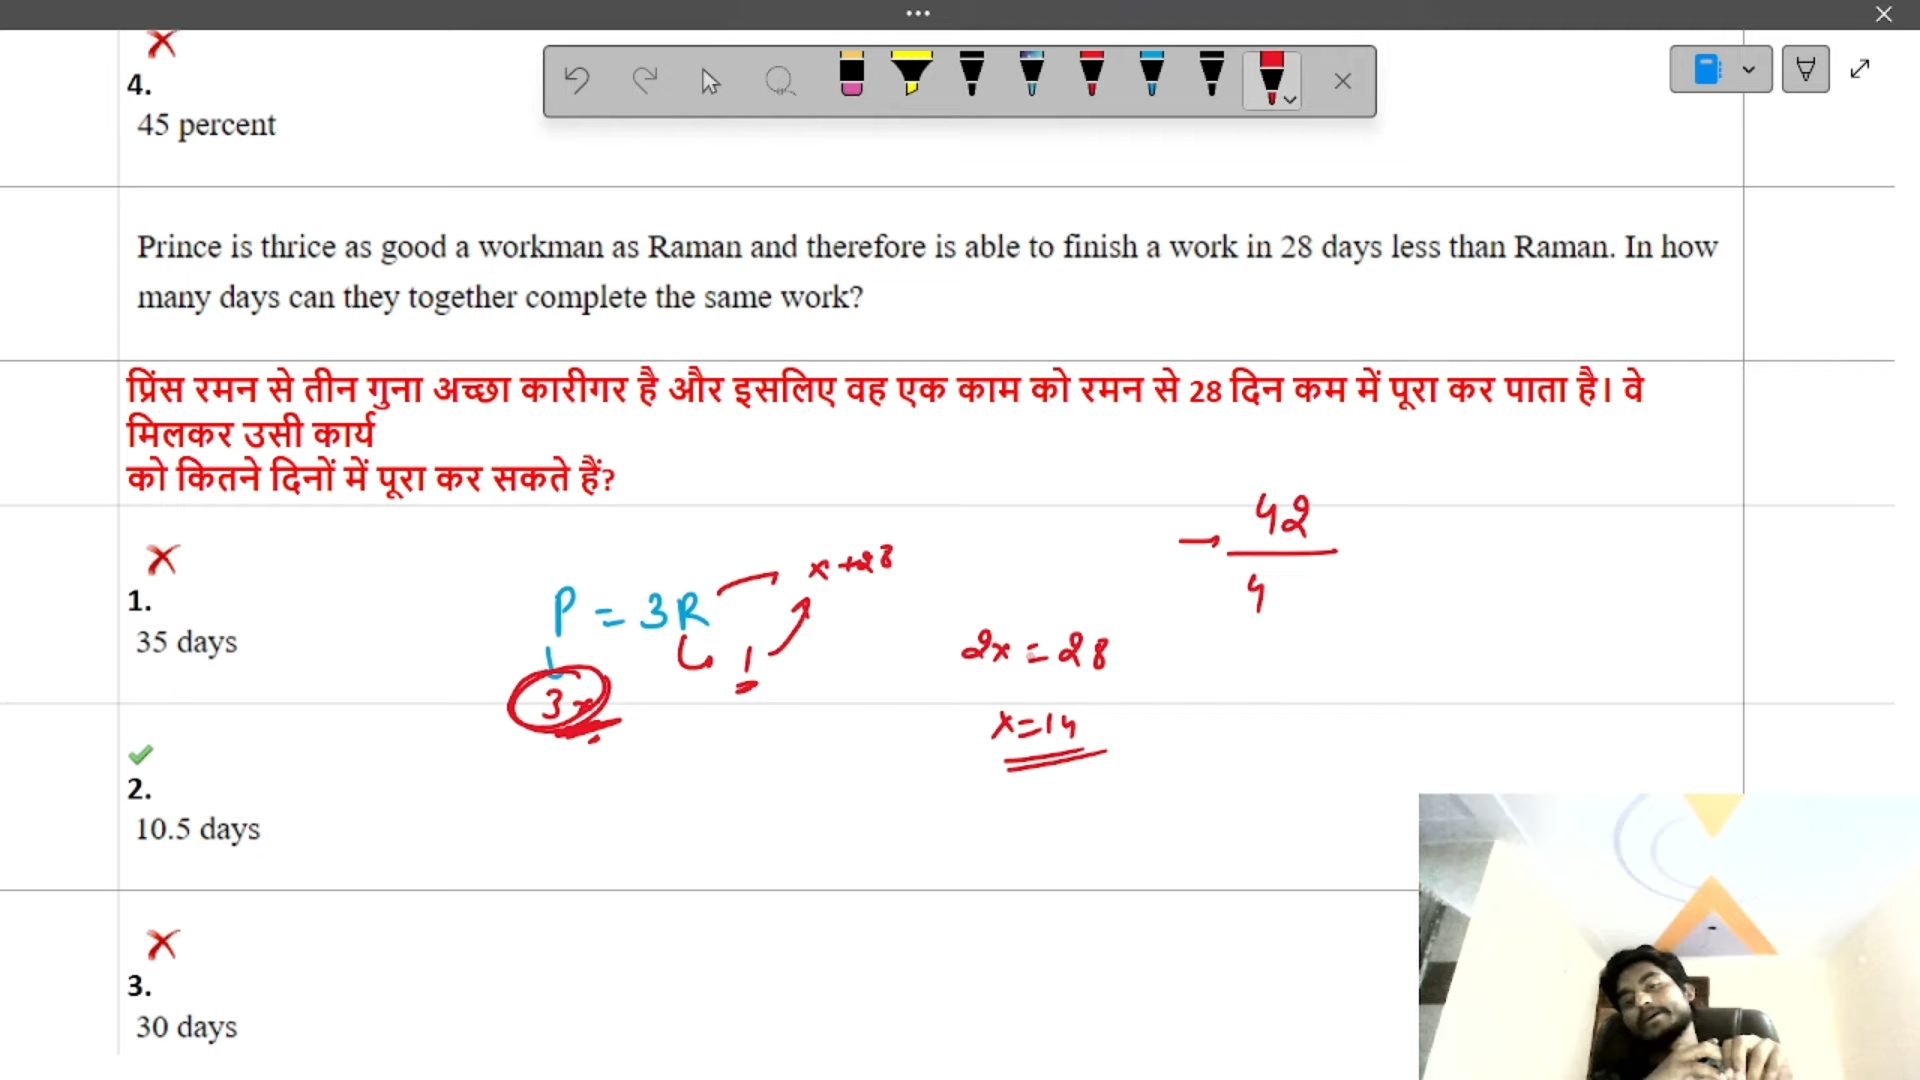 4.
45 percent
Prince is thrice as good a workman as Raman and therefore is able to finish a work in 28 days less than Raman. In how
many days can they together complete the same work?
प्रिंस रमन से तीन गुना अच्छा कारीगर है और इसलिए वह एक काम को रमन से 28 दिन कम में पूरा कर पाता है। वे
मिलकर उसी कार्य
को कितने दिनों में पूरा कर सकते हैं?
1.
35 days
P = 3R
x+28
1
3x
2x = 28
x=14
42
4
2.
10.5 days
3.
30 days